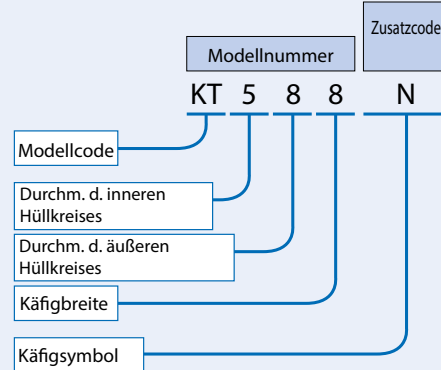 Zusatzcode
Modellnummer
KT 5 8 8 N
Modellcode
Durchm. d. inneren
Hüllkreises
Durchm. d. äußeren
Hüllkreises
Käfigbreite
Käfigsymbol